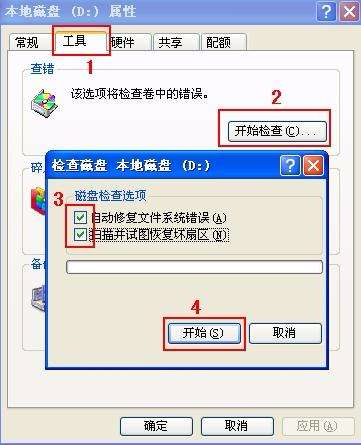 本地磁盘 (D:) 属性
常规 工具 硬件 共享 配额
1
查错
该选项将检查卷中的错误。
2
开始检查(C)...
碎
检查磁盘 本地磁盘 (D:)
磁盘检查选项
3
自动修复文件系统错误(A)
扫描并试图恢复坏扇区(N)
备
4
开始(S) 取消
确定 取消 应用(A)